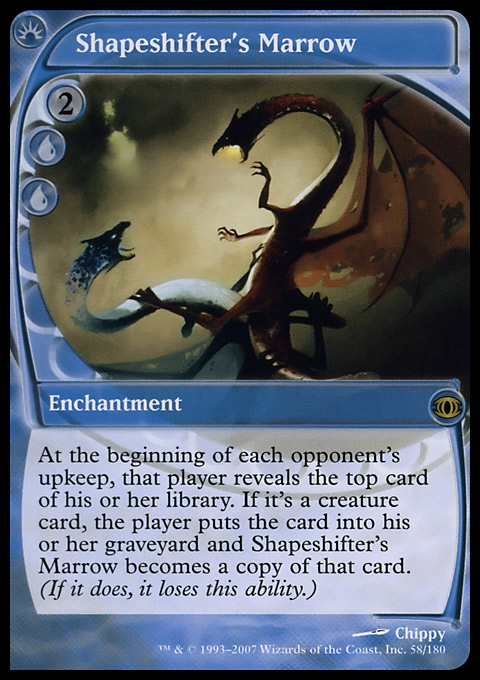 Shapeshifter's Marrow
2
Enchantment
At the beginning of each opponent's
upkeep, that player reveals the top card
of his or her library. If it's a creature
card, the player puts the card into his
or her graveyard and Shapeshifter's
Marrow becomes a copy of that card.
(If it does, it loses this ability.)
Chippy
™ & © 1993–2007 Wizards of the Coast, Inc. 58/180